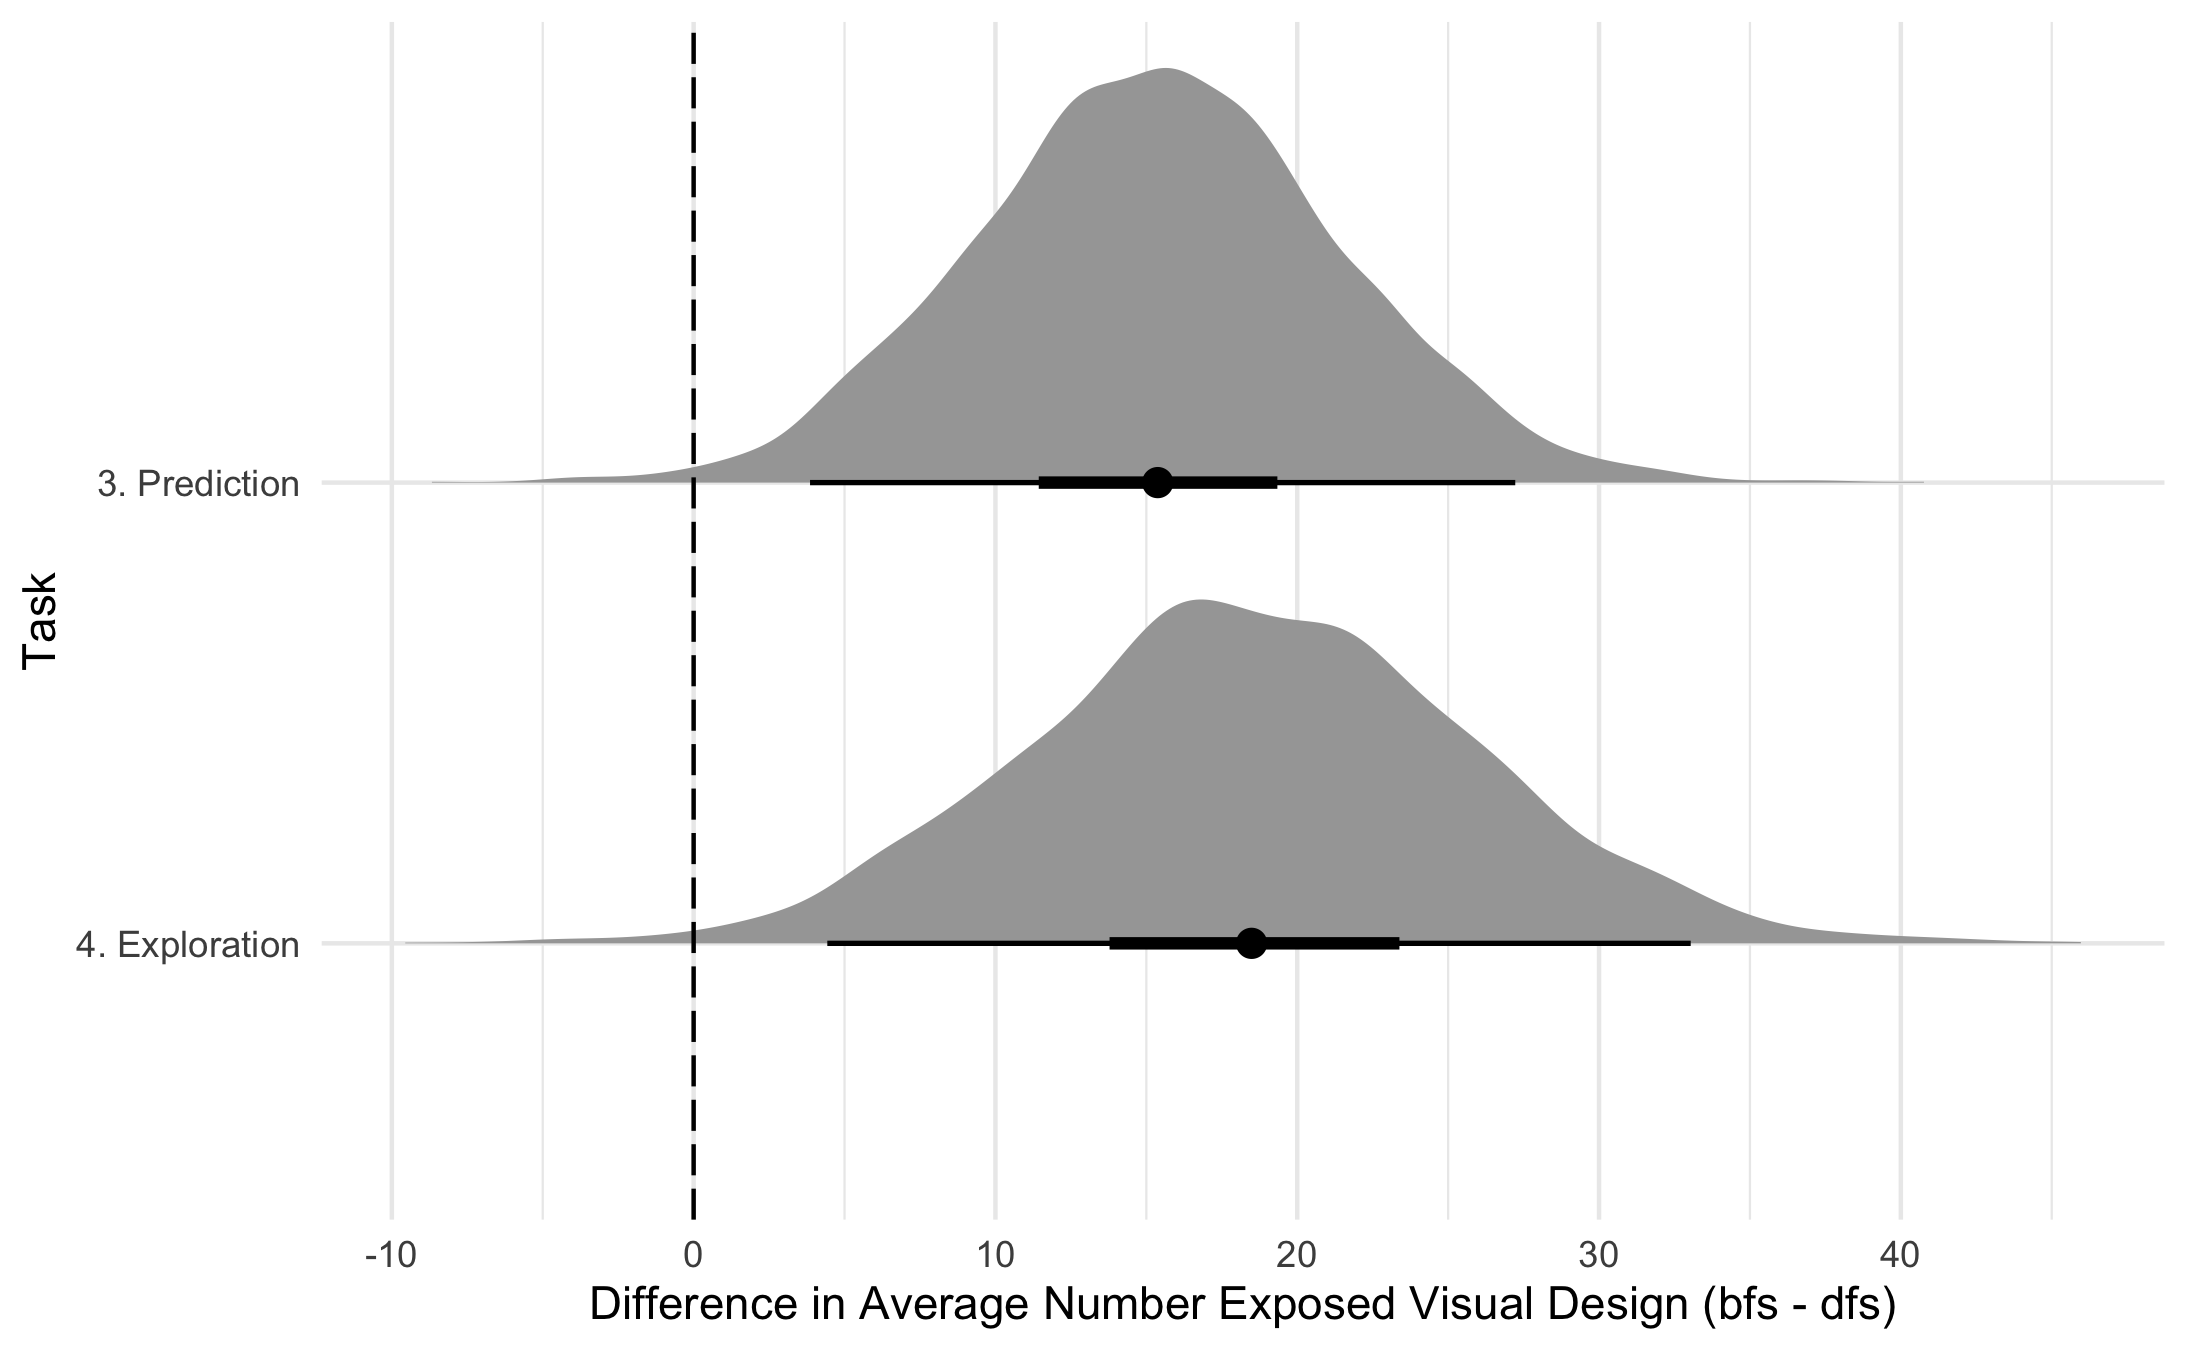 Task
3. Prediction
4. Exploration
-10 0 10 20 30 40
Difference in Average Number Exposed Visual Design (bfs - dfs)